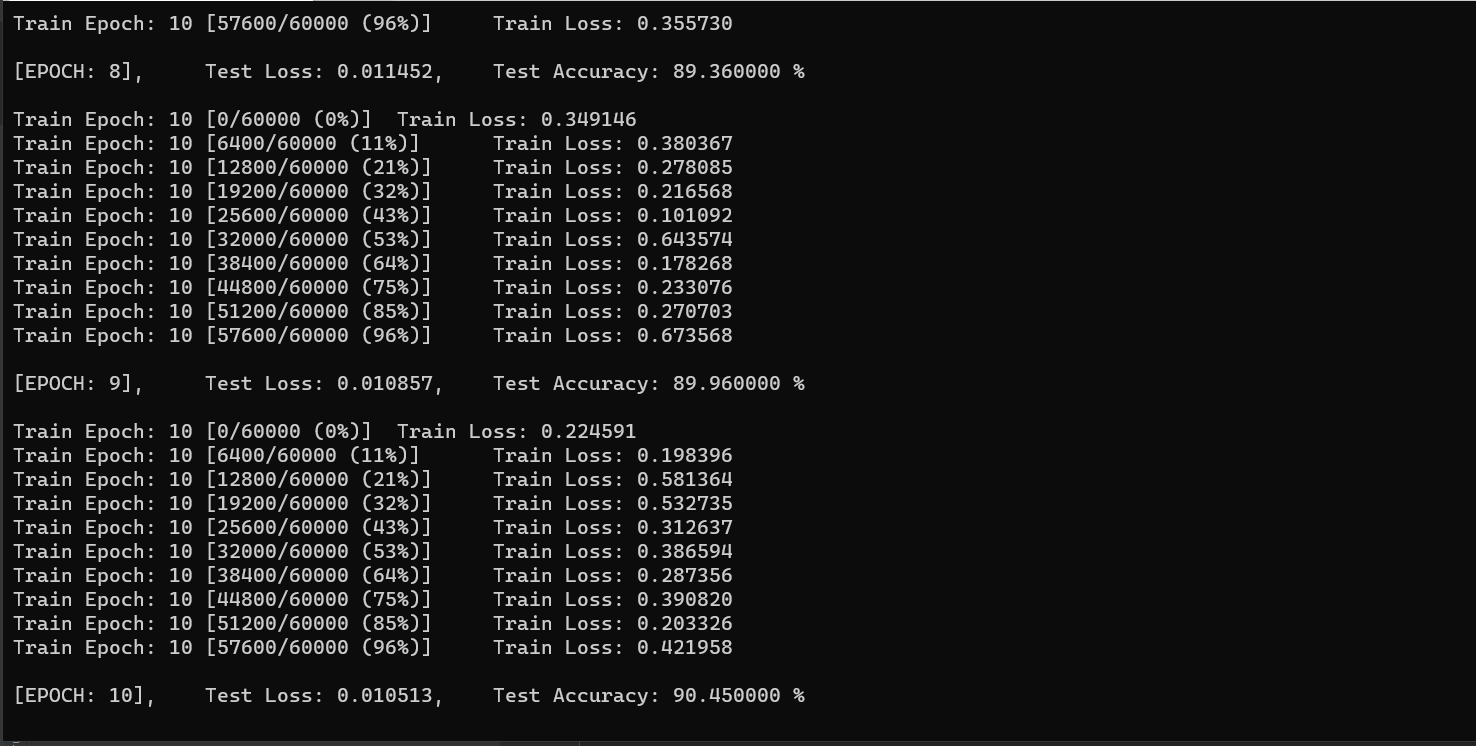 Train Epoch: 10 [57600/60000 (96%)]     Train Loss: 0.355730
[EPOCH: 8],     Test Loss: 0.011452,    Test Accuracy: 89.360000 %
Train Epoch: 10 [0/60000 (0%)]  Train Loss: 0.349146
Train Epoch: 10 [6400/60000 (11%)]      Train Loss: 0.380367
Train Epoch: 10 [12800/60000 (21%)]     Train Loss: 0.278085
Train Epoch: 10 [19200/60000 (32%)]     Train Loss: 0.216568
Train Epoch: 10 [25600/60000 (43%)]     Train Loss: 0.101092
Train Epoch: 10 [32000/60000 (53%)]     Train Loss: 0.643574
Train Epoch: 10 [38400/60000 (64%)]     Train Loss: 0.178268
Train Epoch: 10 [44800/60000 (75%)]     Train Loss: 0.233076
Train Epoch: 10 [51200/60000 (85%)]     Train Loss: 0.270703
Train Epoch: 10 [57600/60000 (96%)]     Train Loss: 0.673568
[EPOCH: 9],     Test Loss: 0.010857,    Test Accuracy: 89.960000 %
Train Epoch: 10 [0/60000 (0%)]  Train Loss: 0.224591
Train Epoch: 10 [6400/60000 (11%)]      Train Loss: 0.198396
Train Epoch: 10 [12800/60000 (21%)]     Train Loss: 0.581364
Train Epoch: 10 [19200/60000 (32%)]     Train Loss: 0.532735
Train Epoch: 10 [25600/60000 (43%)]     Train Loss: 0.312637
Train Epoch: 10 [32000/60000 (53%)]     Train Loss: 0.386594
Train Epoch: 10 [38400/60000 (64%)]     Train Loss: 0.287356
Train Epoch: 10 [44800/60000 (75%)]     Train Loss: 0.390820
Train Epoch: 10 [51200/60000 (85%)]     Train Loss: 0.203326
Train Epoch: 10 [57600/60000 (96%)]     Train Loss: 0.421958
[EPOCH: 10],    Test Loss: 0.010513,    Test Accuracy: 90.450000 %